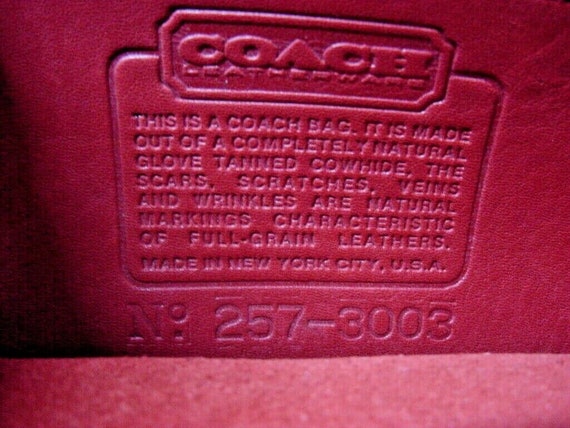 COACH
LEATHERWARE
THIS IS A COACH BAG. IT IS MADE
OUT OF A COMPLETELY NATURAL
GLOVE TANNED COWHIDE, THE
SCARS, SCRATCHES, VEINS
AND WRINKLES ARE NATURAL
MARKINGS CHARACTERISTIC
OF FULL-GRAIN LEATHERS.
MADE IN NEW YORK CITY, U.S.A.
No: 257-3003